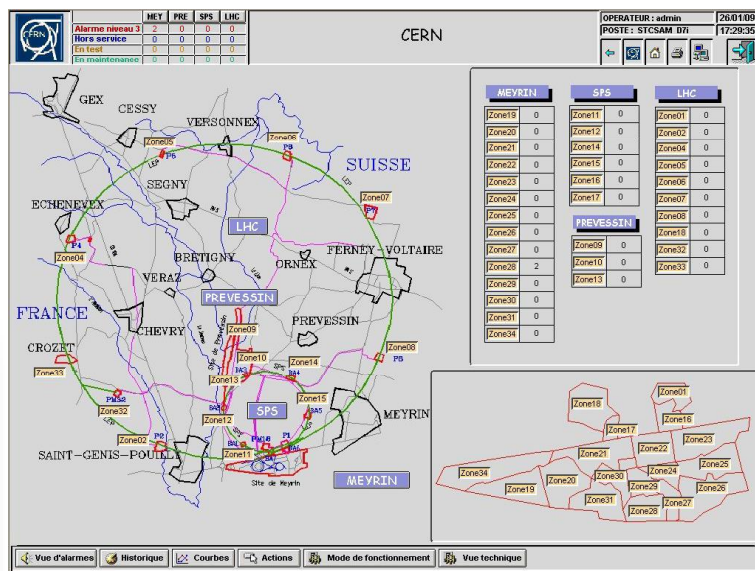 CERN
MEY PRE SPS LHC
Alarme niveau 3 2 0 0 0
Hors service 0 0 0 0
En test 0 0 0 0
En maintenance 0 0 0 0
CERN
OPERATEUR : admin 26/01/09
POSTE : STCSAM_D7i 17:29:35
GEX
CESSY
VERSONNEX
Zone05
P6
Zone06
P8
SUISSE
SEGNY
Zone07
ECHENEVEX
LHC
P4
Zone04
BRETIGNY
ORNEX
FERNEY-VOLTAIRE
VERAZ
PREVESSIN
FRANCE
CHEVRY
Zone09
PREVESSIN
CROZET
Zone10
Zone08
Zone33
BA3
Zone14
BA4
Zone13
Site de Prévessin
PM32
Zone32
Zone15
SPS
BA5
Zone12
MEYRIN
Zone02
P2
PM18
P1
SAINT-GENIS-POUILLY
Zone11
Site de Meyrin
MEYRIN
MEYRIN
Zone19 0
Zone20 0
Zone21 0
Zone22 0
Zone23 0
Zone24 0
Zone25 0
Zone26 0
Zone27 0
Zone28 2
Zone29 0
Zone30 0
Zone31 0
Zone34 0
SPS
Zone11 0
Zone12 0
Zone14 0
Zone15 0
Zone16 0
Zone17 0
PREVESSIN
Zone09 0
Zone10 0
Zone13 0
LHC
Zone01 0
Zone02 0
Zone04 0
Zone05 0
Zone06 0
Zone07 0
Zone08 0
Zone18 0
Zone32 0
Zone33 0
Zone18
Zone01
Zone16
Zone17
Zone23
Zone21
Zone22
Zone25
Zone34
Zone24
Zone20
Zone30
Zone19
Zone29
Zone26
Zone31
Zone27
Zone28
Vue d'alarmes
Historique
Courbes
Actions
Mode de fonctionnement
Vue technique